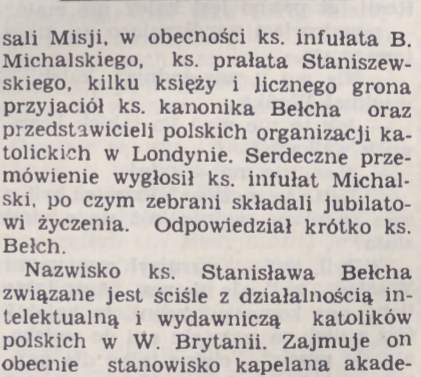 sali Misji, w obecności ks. infułata B.
Michalskiego, ks. prałata Staniszew-
skiego, kilku księży i licznego grona
przyjaciół ks. kanonika Bełcha oraz
przedstawicieli polskich organizacji ka-
tolickich w Londynie. Serdeczne prze-
mówienie wygłosił ks. infułat Michal-
ski, po czym zebrani składali jubilato-
wi życzenia. Odpowiedział krótko ks.
Bełch.
Nazwisko ks. Stanisława Bełcha
związane jest ściśle z działalnością in-
telektualną i wydawniczą katolików
polskich w W. Brytanii. Zajmuje on
obecnie stanowisko kapelana akade-